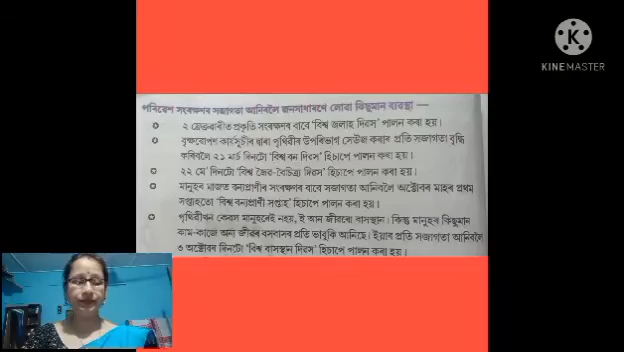 KINEMASTER
পৰিৱেশ সংৰক্ষণৰ সজাগতা আনিবলৈ জনসাধাৰণে লোৱা কিছুমান ব্যৱস্থা —
২ ফেব্ৰুৱাৰীত প্ৰকৃতি সংৰক্ষণৰ বাবে ‘বিশ্ব জলাহ দিৱস’ পালন কৰা হয়।
বৃক্ষৰোপণ কাৰ্যসূচীৰ দ্বাৰা পৃথিৱীৰ উপৰিভাগ সেউজ কৰাৰ প্ৰতি সজাগতা বৃদ্ধি
কৰিবলৈ ২১ মাৰ্চ দিনটো ‘বিশ্ব বন দিৱস’ হিচাপে পালন কৰা হয়।
২২ মে’ দিনটো ‘বিশ্ব জৈৱ-বৈচিত্ৰ্য দিৱস’ হিচাপে পালন কৰা হয়।
মানুহৰ মাজত বন্যপ্ৰাণীৰ সংৰক্ষণৰ বাবে সজাগতা আনিবলৈ অক্টোবৰ মাহৰ প্ৰথম
সপ্তাহতো ‘বিশ্ব বন্যপ্ৰাণী সপ্তাহ’ হিচাপে পালন কৰা হয়।
পৃথিৱীখন কেৱল মানুহৰেই নহয়, ই আন জীৱৰো বাসস্থান। কিন্তু মানুহৰ কিছুমান
কাম-কাজে অন্য জীৱৰ বসবাসৰ প্ৰতি ভাবুকি আনিছে। ইয়াৰ প্ৰতি সজাগতা আনিবলৈ
৩ অক্টোবৰ দিনটো ‘বিশ্ব বাসস্থান দিৱস’ হিচাপে পালন কৰা হয়।